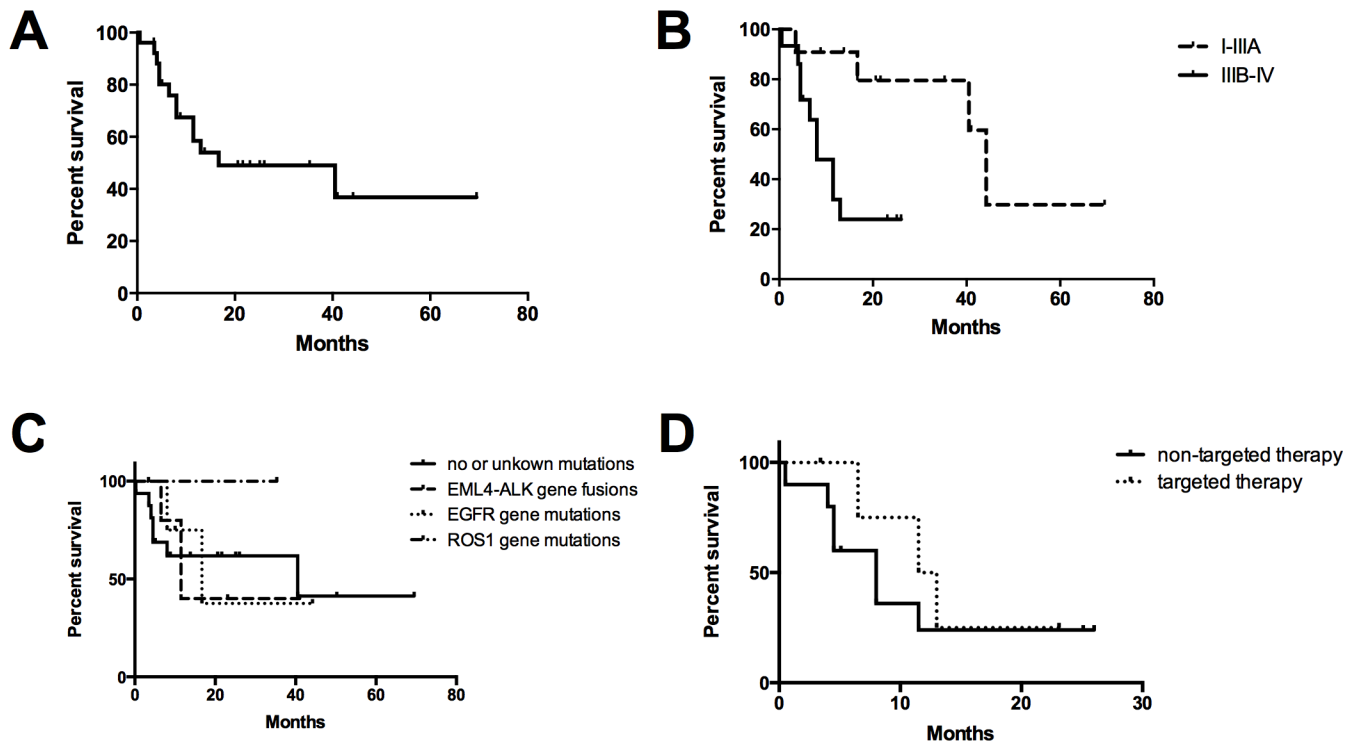 A
100
80
60
40
20
0
0 20 40 60 80
Percent survival
Months
B
100
80
60
40
20
0
0 20 40 60 80
Percent survival
Months
I-IIIA
IIIB-IV
C
100
50
0
0 20 40 60 80
Percent survival
Months
no or unkown mutations
EML4-ALK gene fusions
EGFR gene mutations
ROS1 gene mutations
D
100
50
0
0 10 20 30
Percent survival
Months
non-targeted therapy
targeted therapy